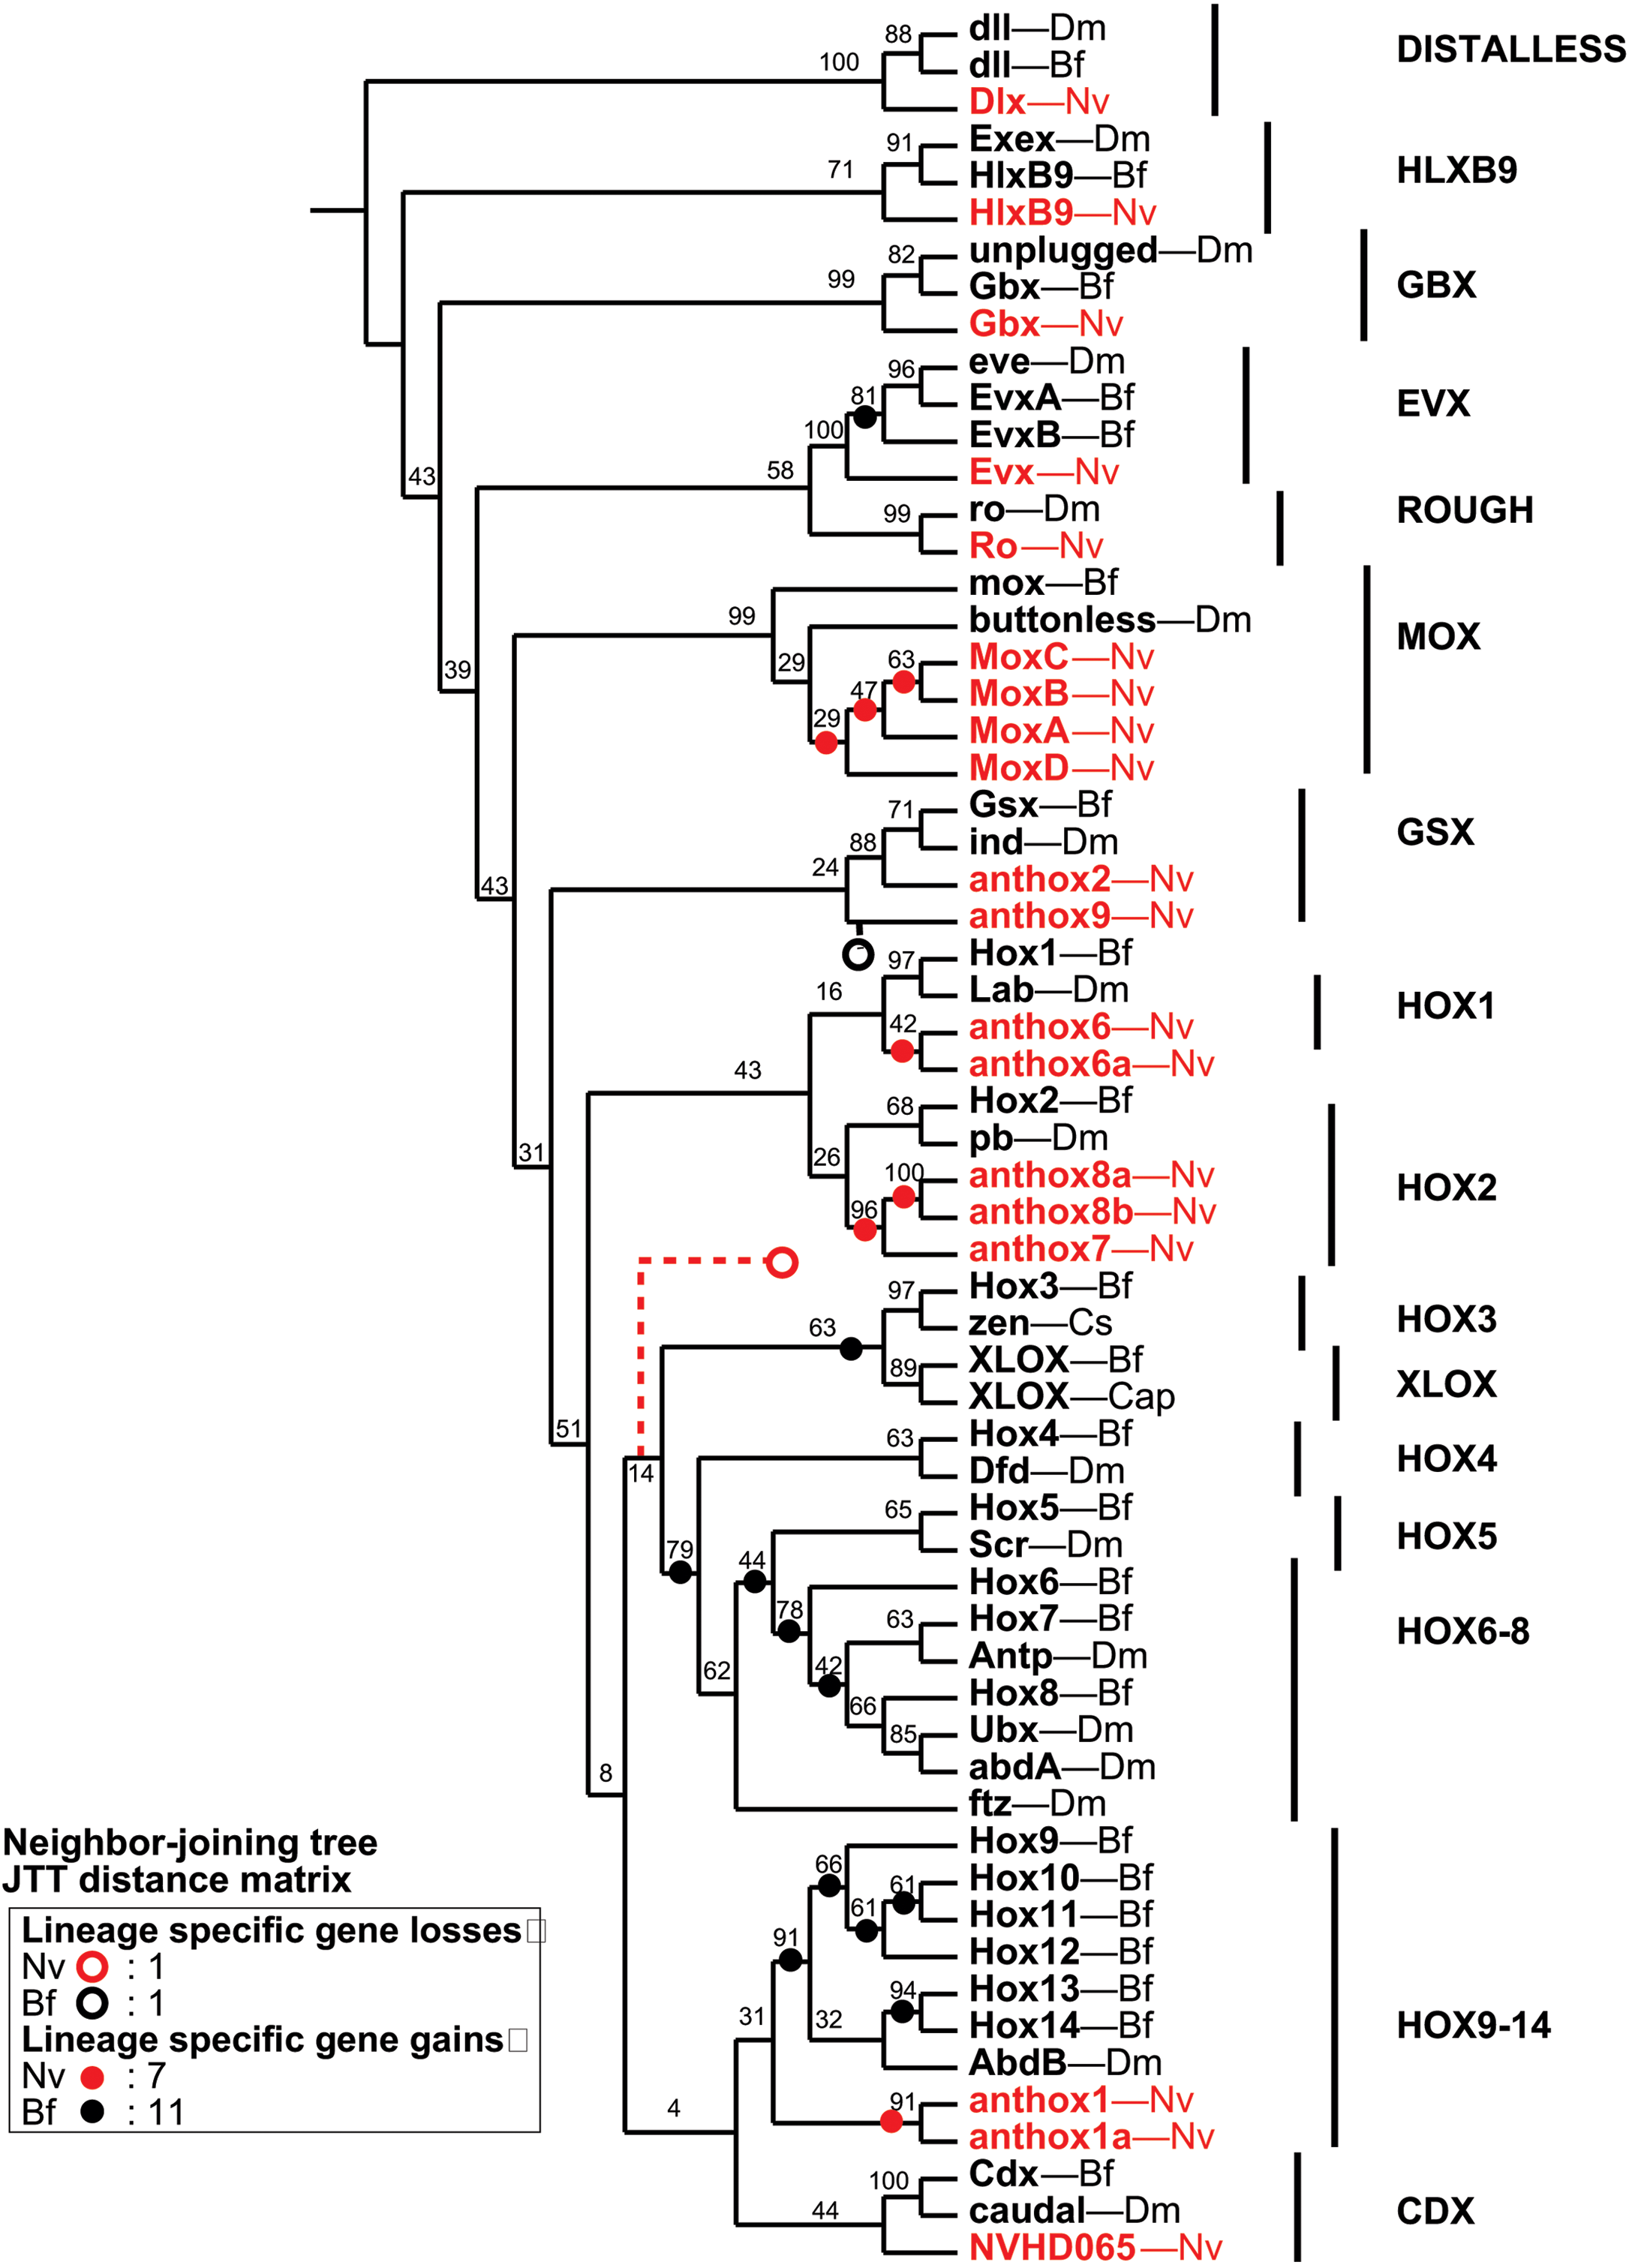 88
dll—Dm
dll—Bf
100
Dlx—Nv
DISTALLESS
91
Exex—Dm
71
HlxB9—Bf
HlxB9—Nv
HLXB9
82
unplugged—Dm
99
Gbx—Bf
Gbx—Nv
GBX
96
eve—Dm
81
EvxA—Bf
100
EvxB—Bf
58
Evx—Nv
EVX
43
99
ro—Dm
Ro—Nv
ROUGH
99
mox—Bf
buttonless—Dm
39
29
63
MoxC—Nv
47
MoxB—Nv
29
MoxA—Nv
MoxD—Nv
MOX
71
Gsx—Bf
88
ind—Dm
24
anthox2—Nv
43
anthox9—Nv
GSX
97
Hox1—Bf
16
Lab—Dm
42
anthox6—Nv
43
anthox6a—Nv
HOX1
68
Hox2—Bf
pb—Dm
31
26
100
anthox8a—Nv
96
anthox8b—Nv
anthox7—Nv
HOX2
97
Hox3—Bf
63
zen—Cs
HOX3
89
XLOX—Bf
XLOX—Cap
XLOX
51
14
63
Hox4—Bf
Dfd—Dm
HOX4
65
Hox5—Bf
Scr—Dm
HOX5
79
44
Hox6—Bf
78
63
Hox7—Bf
Antp—Dm
62
42
66
Hox8—Bf
85
Ubx—Dm
abdA—Dm
8
ftz—Dm
HOX6-8
Hox9—Bf
66
61
Hox10—Bf
61
Hox11—Bf
91
Hox12—Bf
94
Hox13—Bf
31
32
Hox14—Bf
AbdB—Dm
4
91
anthox1—Nv
anthox1a—Nv
HOX9-14
100
Cdx—Bf
44
caudal—Dm
NVHD065—Nv
CDX
Neighbor-joining tree
JTT distance matrix
Lineage specific gene losses
Nv : 1
Bf : 1
Lineage specific gene gains
Nv : 7
Bf : 11